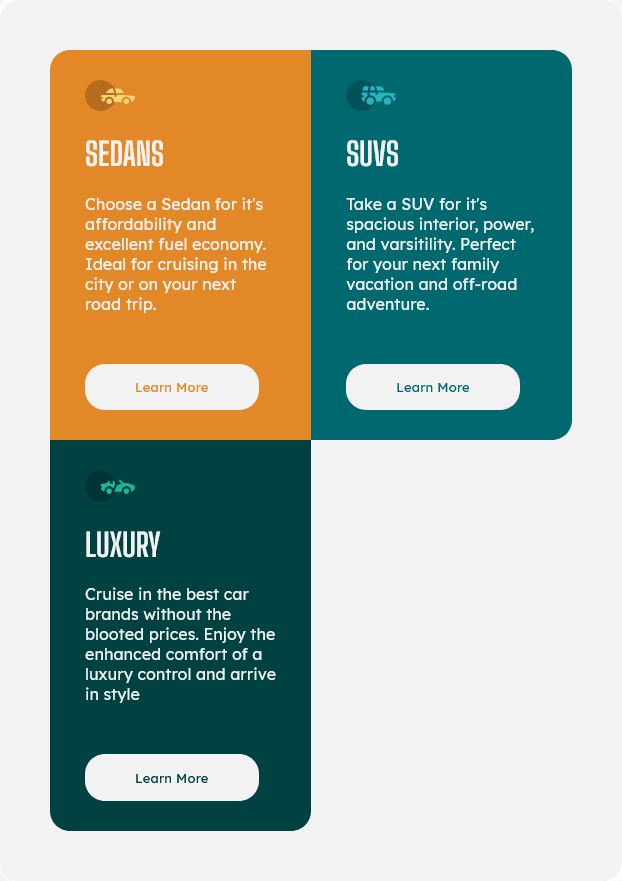 SEDANS
Choose a Sedan for it's
affordability and
excellent fuel economy.
Ideal for cruising in the
city or on your next
road trip.
Learn More
SUVS
Take a SUV for it's
spacious interior, power,
and varsitility. Perfect
for your next family
vacation and off-road
adventure.
Learn More
LUXURY
Cruise in the best car
brands without the
blooted prices. Enjoy the
enhanced comfort of a
luxury control and arrive
in style
Learn More